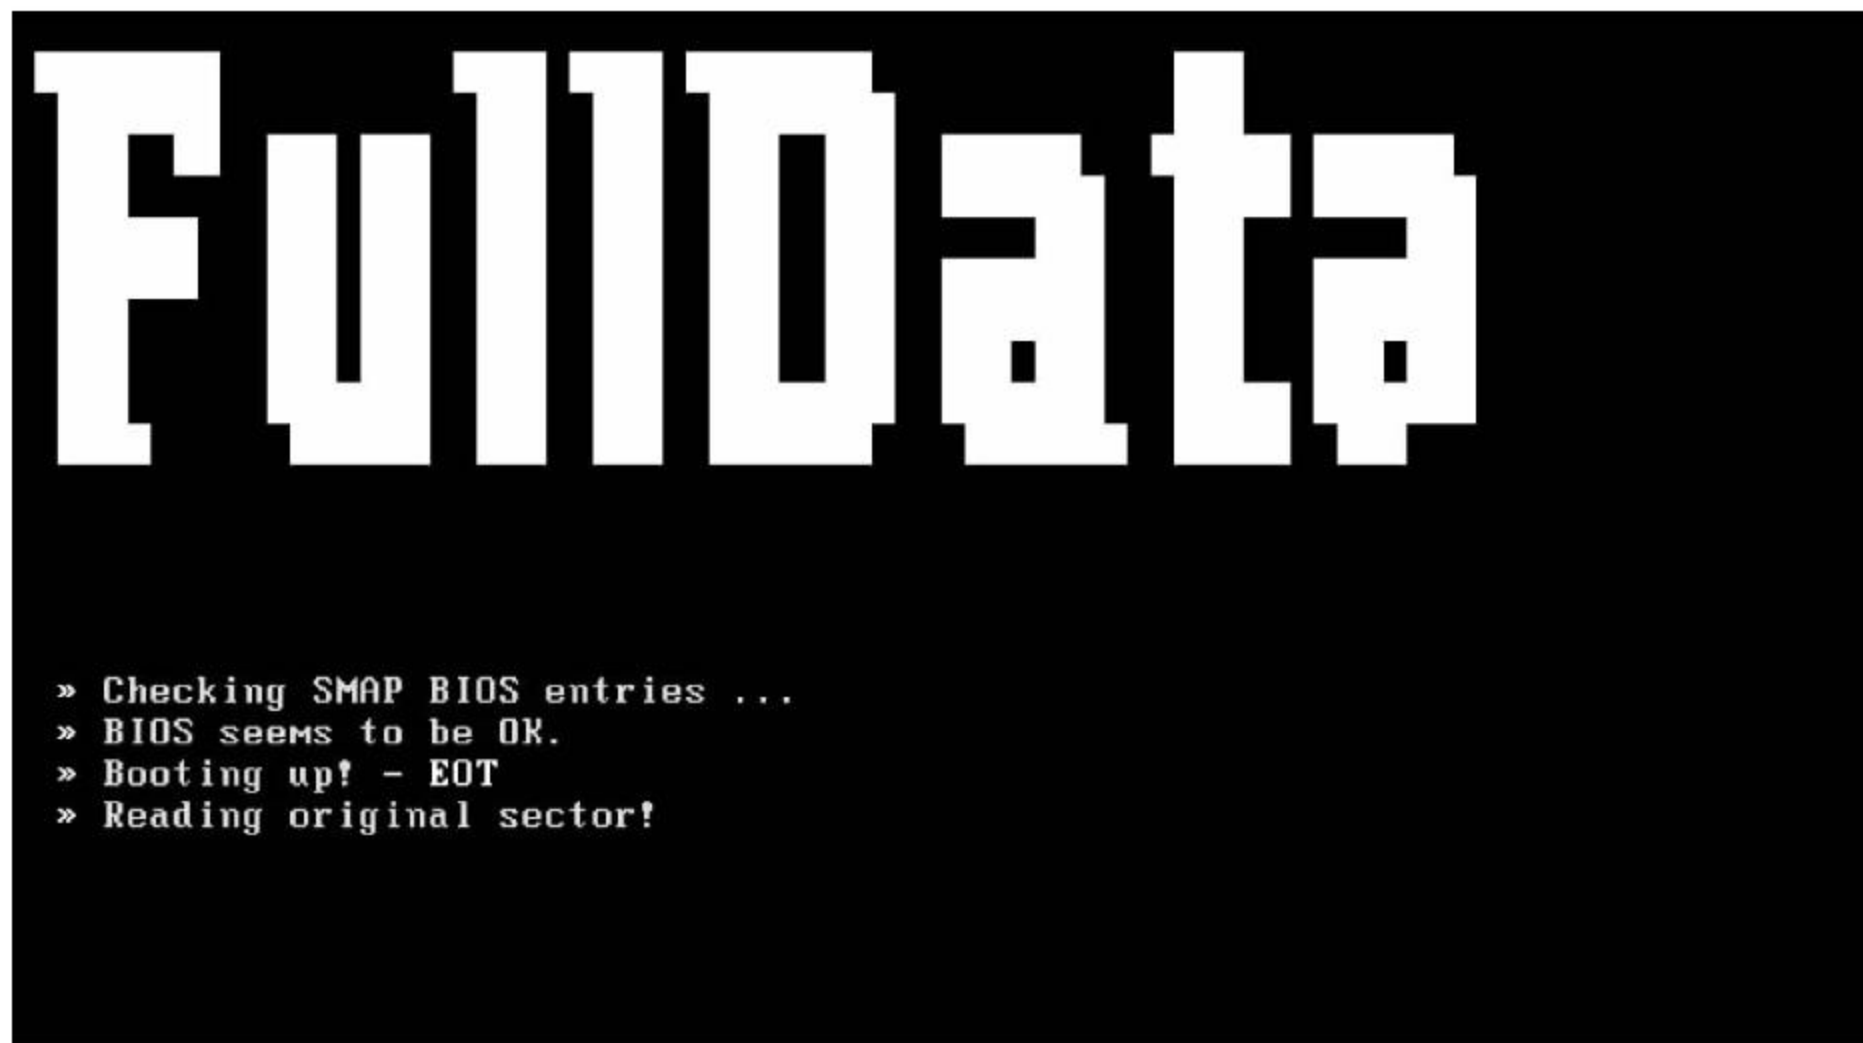 FullData
» Checking SMAP BIOS entries ...
» BIOS seems to be OK.
» Booting up! - EOT
» Reading original sector!